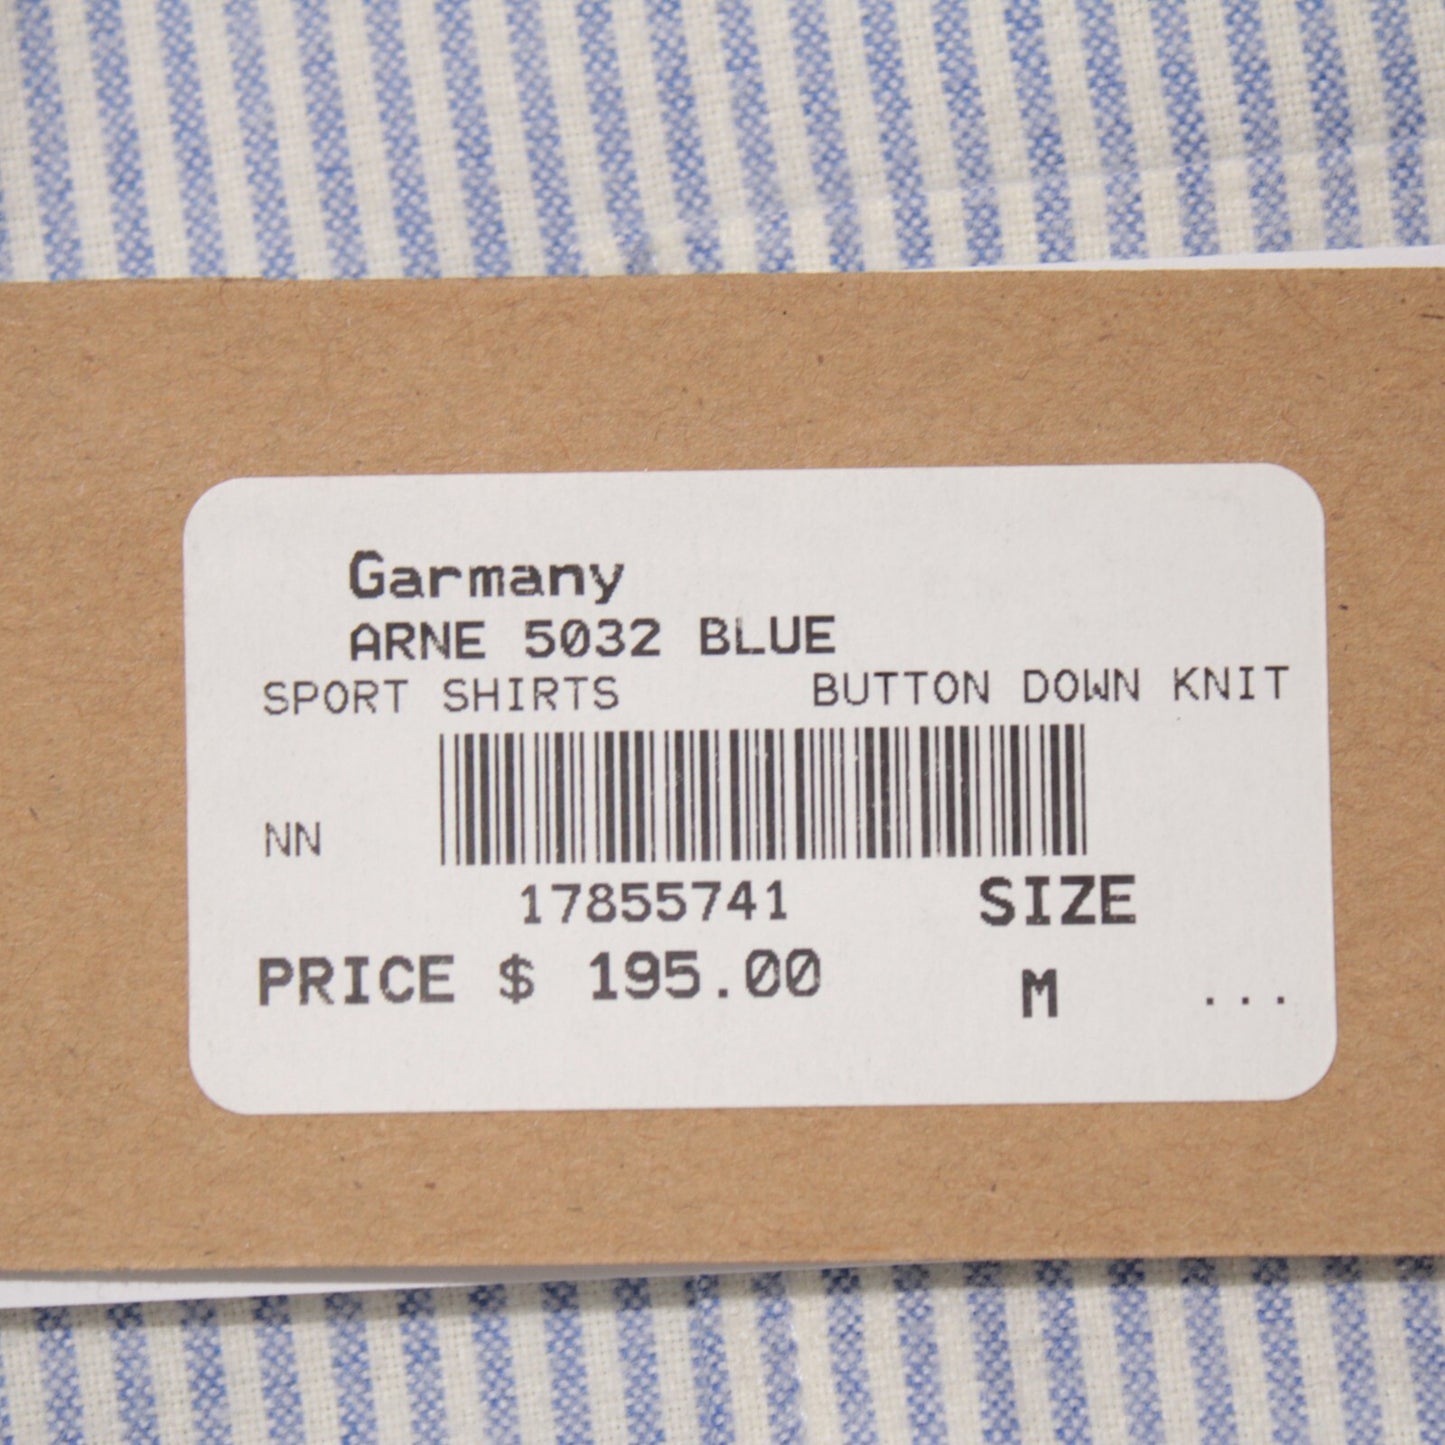 Garmany
ARNE 5032 BLUE
SPORT SHIRTS BUTTON DOWN KNIT
NN
17855741 SIZE
PRICE $ 195.00 M ...